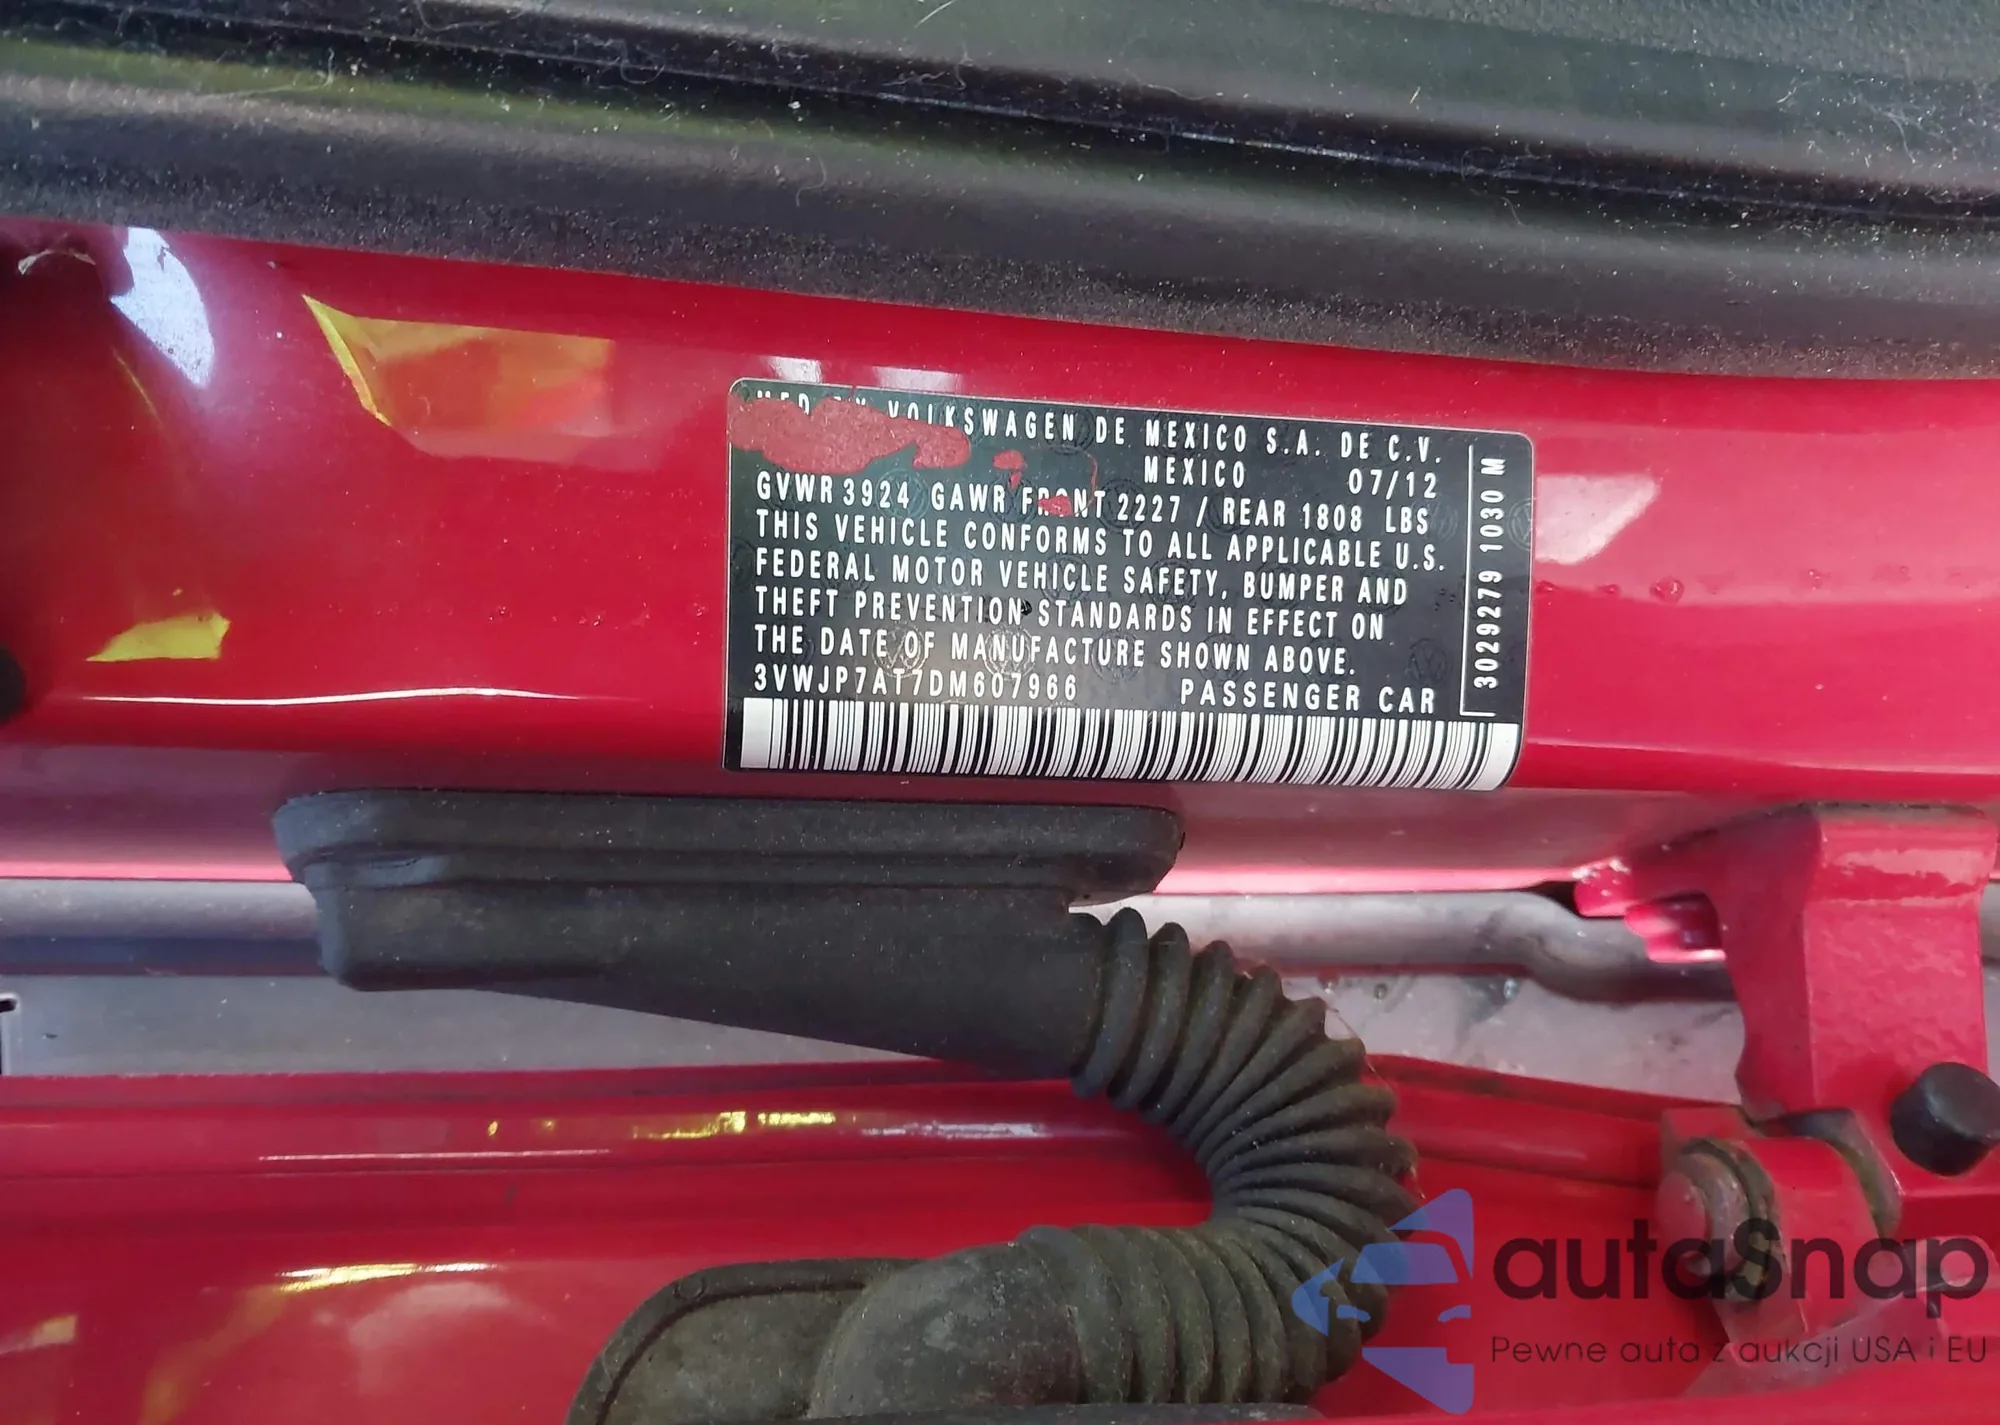 MFD BY VOLKSWAGEN DE MEXICO S.A. DE C.V.
MEXICO 07/12
GVWR 3924 GAWR FRONT 2227 / REAR 1808 LBS
THIS VEHICLE CONFORMS TO ALL APPLICABLE U.S.
FEDERAL MOTOR VEHICLE SAFETY, BUMPER AND
THEFT PREVENTION STANDARDS IN EFFECT ON
THE DATE OF MANUFACTURE SHOWN ABOVE.
3VWJP7AT7DM607966 PASSENGER CAR
3029279 1030 M
autaSnap
Pewne auta z aukcji USA i EU